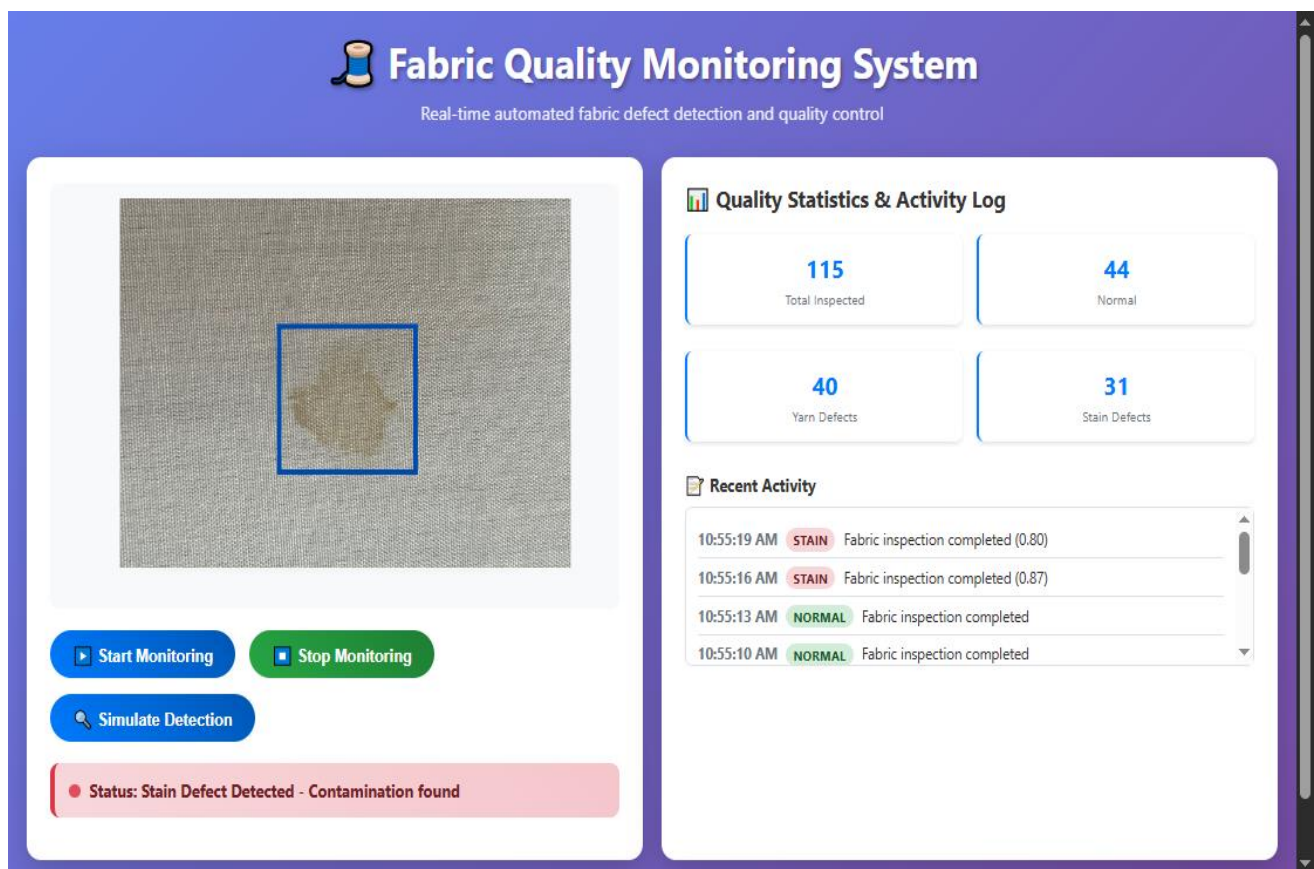 Fabric Quality Monitoring System
Real-time automated fabric defect detection and quality control
Start Monitoring
Stop Monitoring
Simulate Detection
Status: Stain Defect Detected - Contamination found
Quality Statistics & Activity Log
115
Total Inspected
44
Normal
40
Yarn Defects
31
Stain Defects
Recent Activity
10:55:19 AM STAIN Fabric inspection completed (0.80)
10:55:16 AM STAIN Fabric inspection completed (0.87)
10:55:13 AM NORMAL Fabric inspection completed
10:55:10 AM NORMAL Fabric inspection completed